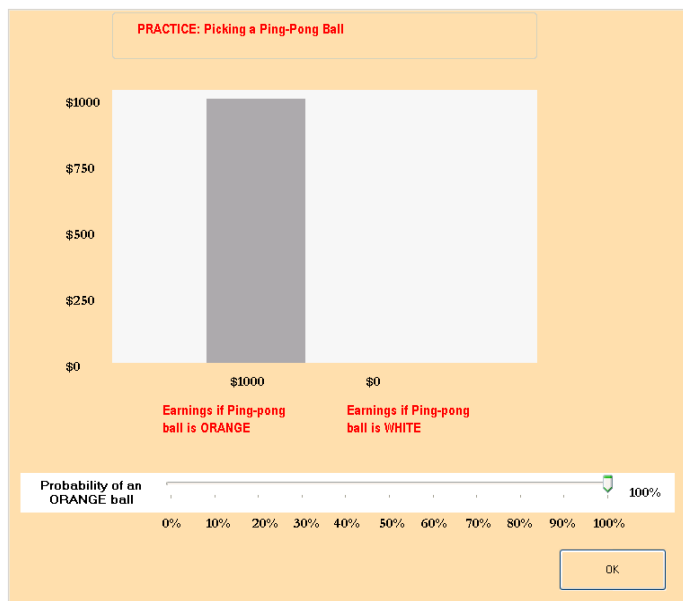 PRACTICE: Picking a Ping-Pong Ball
$1000
$750
$500
$250
$0
$1000 $0
Earnings if Ping-pong
ball is ORANGE
Earnings if Ping-pong
ball is WHITE
Probability of an
ORANGE ball
100%
0% 10% 20% 30% 40% 50% 60% 70% 80% 90% 100%
OK